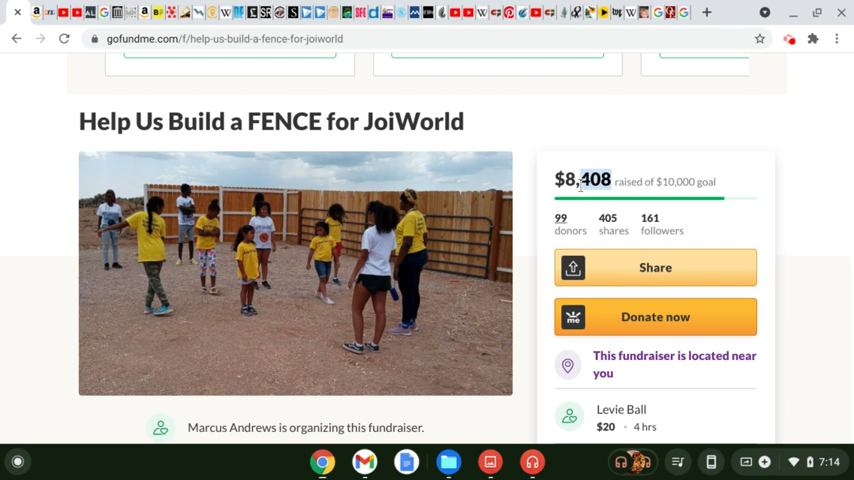 gofundme.com/f/help-us-build-a-fence-for-joiworld
Help Us Build a FENCE for JoiWorld
$8,408 raised of $10,000 goal
99 405 161
donors shares followers
Share
me Donate now
This fundraiser is located near
you
Levie Ball
$20 • 4 hrs
Marcus Andrews is organizing this fundraiser.
7:14